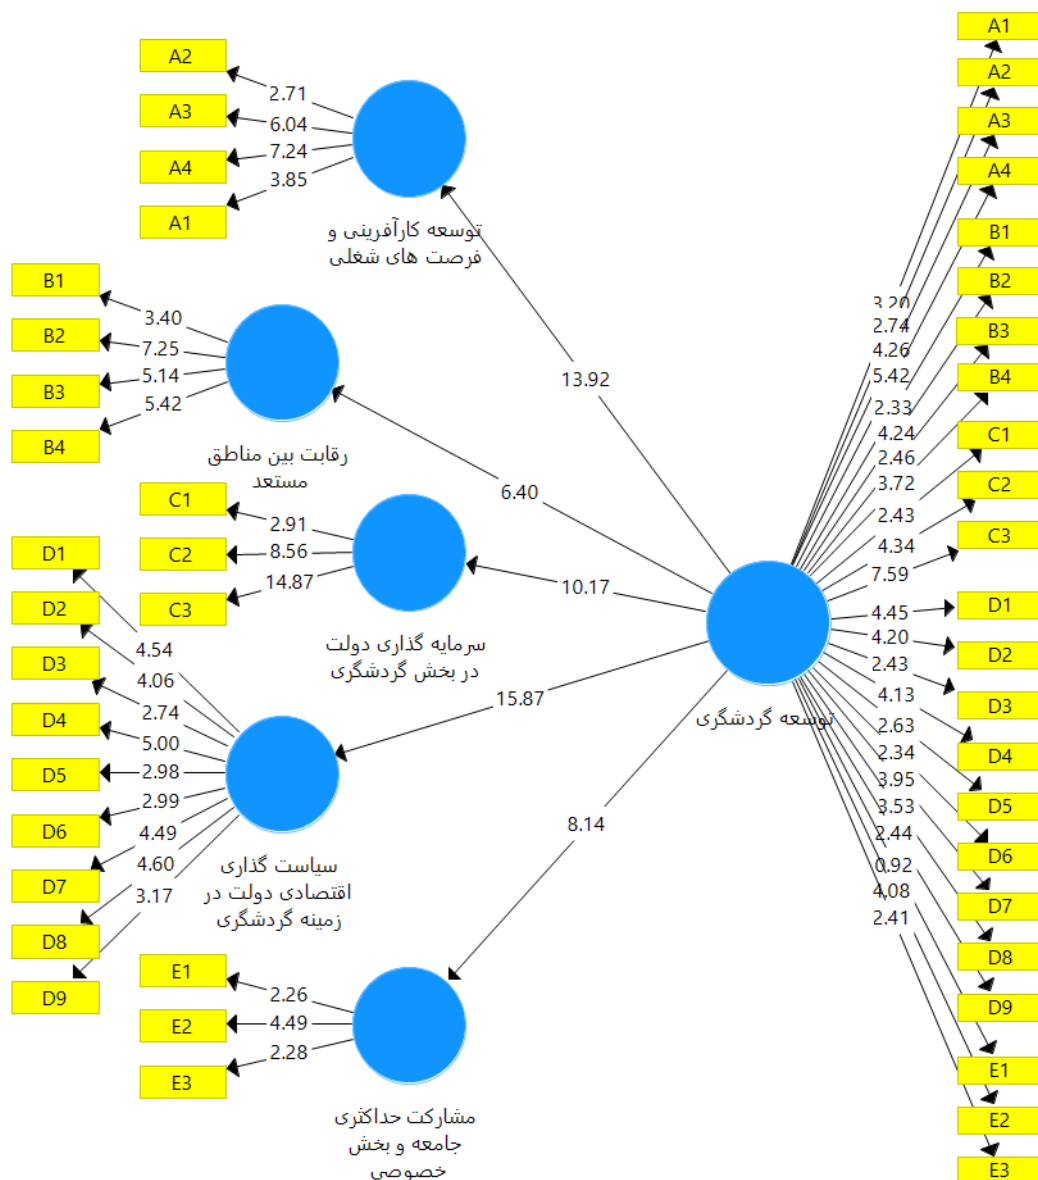 A2
A3
A4
A1
2.71
6.04
7.24
3.85
توسعه کارآفرینی و
فرصت های شغلی
B1
B2
B3
B4
3.40
7.25
5.14
5.42
رقابت بین مناطق
مستعد
C1
C2
C3
2.91
8.56
14.87
سرمایه گذاری دولت
در بخش گردشگری
D1
D2
D3
D4
D5
D6
D7
D8
D9
4.54
4.06
2.74
5.00
2.98
2.99
4.49
4.60
3.17
سیاست گذاری
اقتصادی دولت در
زمینه گردشگری
E1
E2
E3
2.26
4.49
2.28
مشارکت حداکثری
جامعه و بخش
خصوصی
13.92
6.40
10.17
15.87
8.14
توسعه گردشگری
3.20
2.74
4.26
5.42
2.33
4.24
2.46
3.72
2.43
4.34
7.59
4.45
4.20
2.43
4.13
2.63
2.34
3.95
3.53
2.44
0.92
4.08
2.41
A1
A2
A3
A4
B1
B2
B3
B4
C1
C2
C3
D1
D2
D3
D4
D5
D6
D7
D8
D9
E1
E2
E3